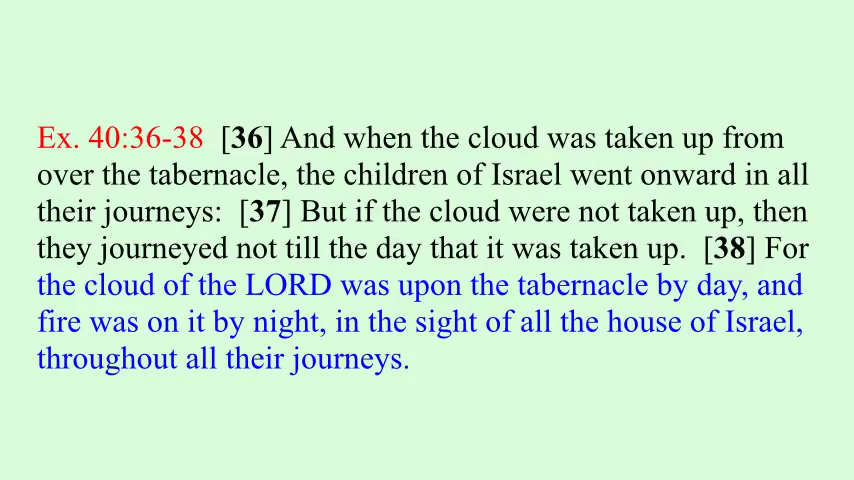 Ex. 40:36-38 [36] And when the cloud was taken up from
over the tabernacle, the children of Israel went onward in all
their journeys: [37] But if the cloud were not taken up, then
they journeyed not till the day that it was taken up. [38] For
the cloud of the LORD was upon the tabernacle by day, and
fire was on it by night, in the sight of all the house of Israel,
throughout all their journeys.